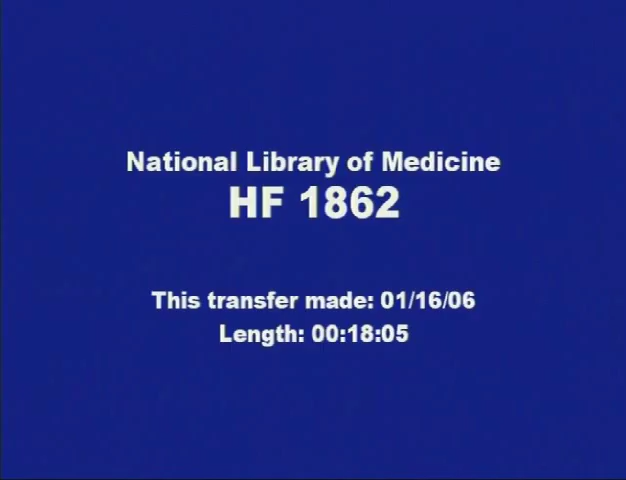 National Library of Medicine
HF 1862
This transfer made: 01/16/06
Length: 00:18:05